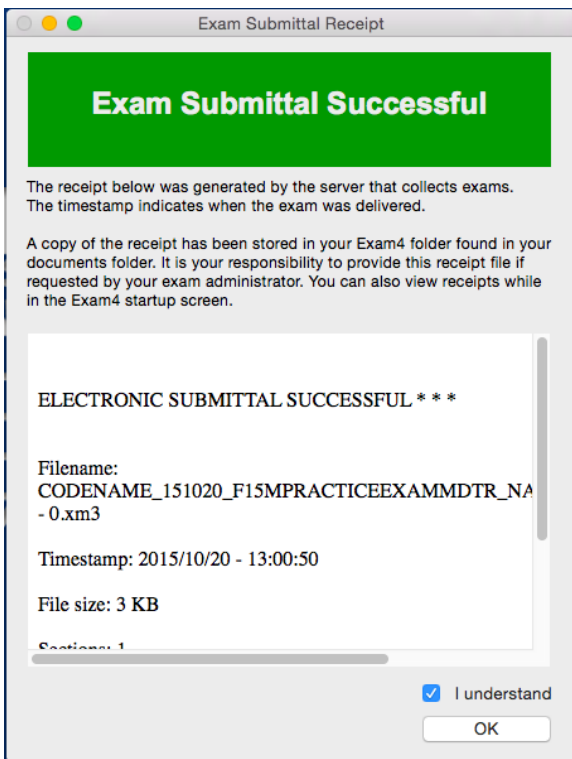 Exam Submittal Receipt
Exam Submittal Successful
The receipt below was generated by the server that collects exams.
The timestamp indicates when the exam was delivered.
A copy of the receipt has been stored in your Exam4 folder found in your
documents folder. It is your responsibility to provide this receipt file if
requested by your exam administrator. You can also view receipts while
in the Exam4 startup screen.
ELECTRONIC SUBMITTAL SUCCESSFUL * * *
Filename:
CODENAME_151020_F15MPRACTICEEXAMMDTR_NA
- 0.xm3
Timestamp: 2015/10/20 - 13:00:50
File size: 3 KB
Sections: 1
I understand
OK